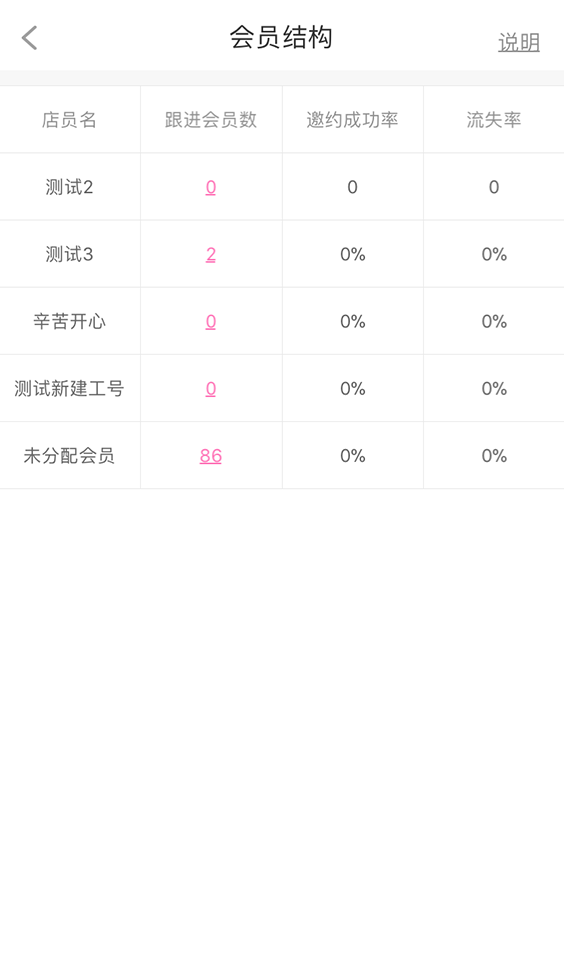 会员结构
说明
店员名 跟进会员数 邀约成功率 流失率
测试2 0 0 0
测试3 2 0% 0%
辛苦开心 0 0% 0%
测试新建工号 0 0% 0%
未分配会员 86 0% 0%